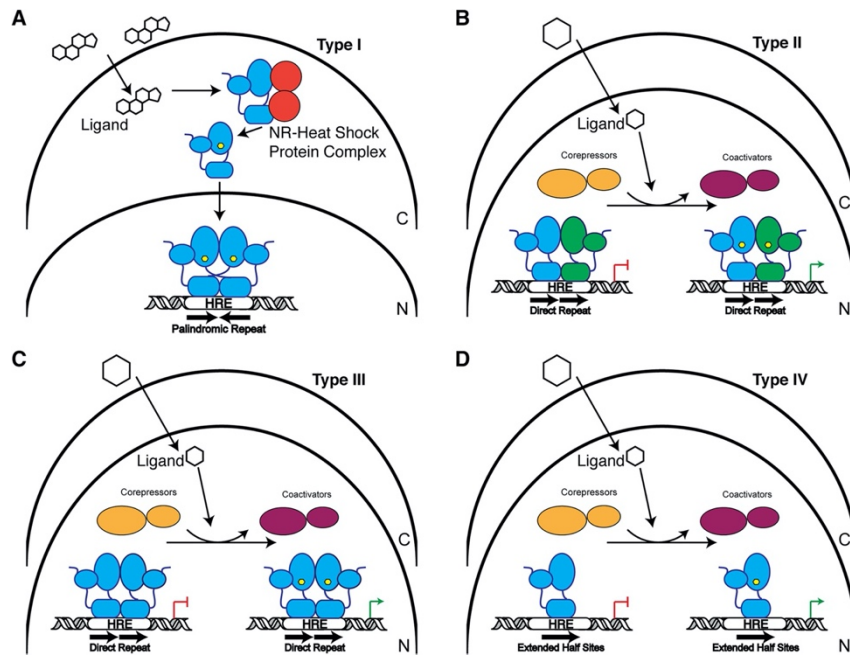 A
Type I
Ligand
NR-Heat Shock
Protein Complex
C
HRE
N
Palindromic Repeat
B
Type II
Ligand
Corepressors
Coactivators
C
HRE
HRE
Direct Repeat
Direct Repeat
N
C
Type III
Ligand
Corepressors
Coactivators
C
HRE
HRE
Direct Repeat
Direct Repeat
N
D
Type IV
Ligand
Corepressors
Coactivators
C
HRE
HRE
Extended Half Sites
Extended Half Sites
N